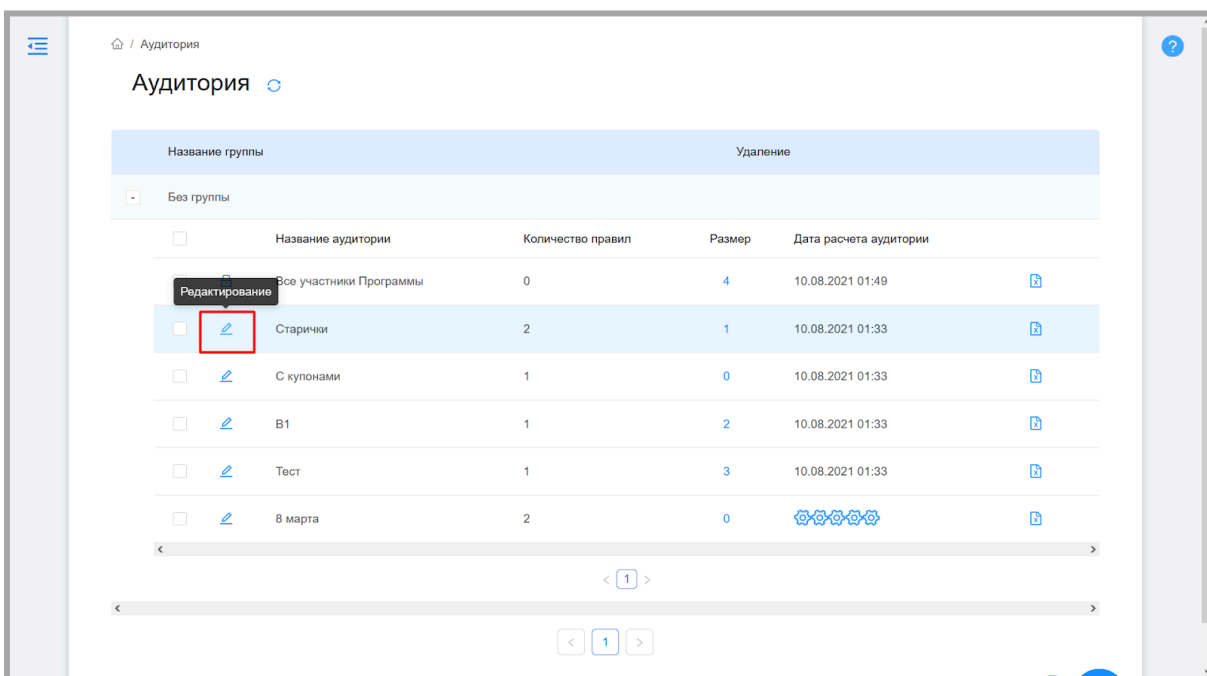 / Аудитория
Аудитория
?
Название группы Удаление
- Без группы
Название аудитории Количество правил Размер Дата расчета аудитории
Все участники Программы 0 4 10.08.2021 01:49
Редактирование
Старички 2 1 10.08.2021 01:33
С купонами 1 0 10.08.2021 01:33
В1 1 2 10.08.2021 01:33
Тест 1 3 10.08.2021 01:33
8 марта 2 0
< 1 >
< 1 >